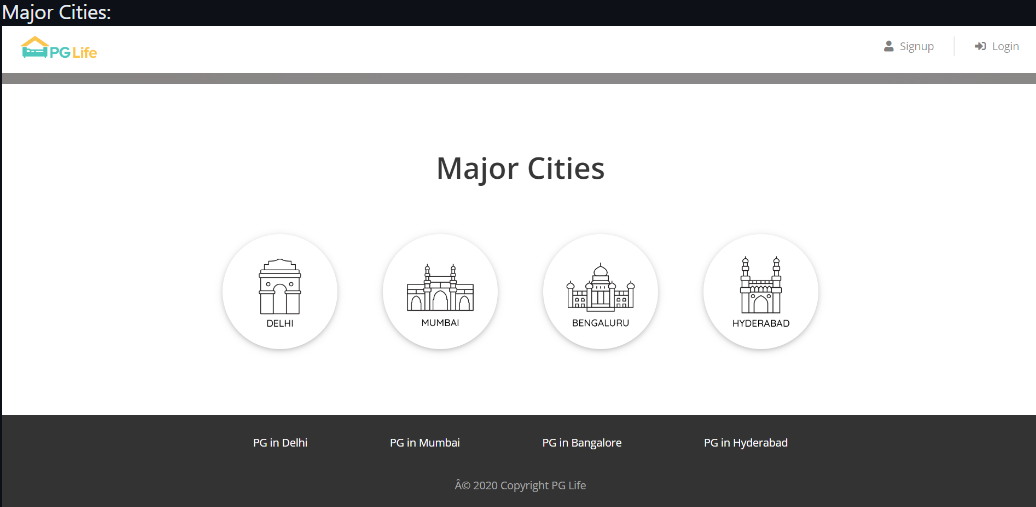 Major Cities:
PG Life
Signup
Login
Major Cities
DELHI
MUMBAI
BENGALURU
HYDERABAD
PG in Delhi
PG in Mumbai
PG in Bangalore
PG in Hyderabad
Â© 2020 Copyright PG Life